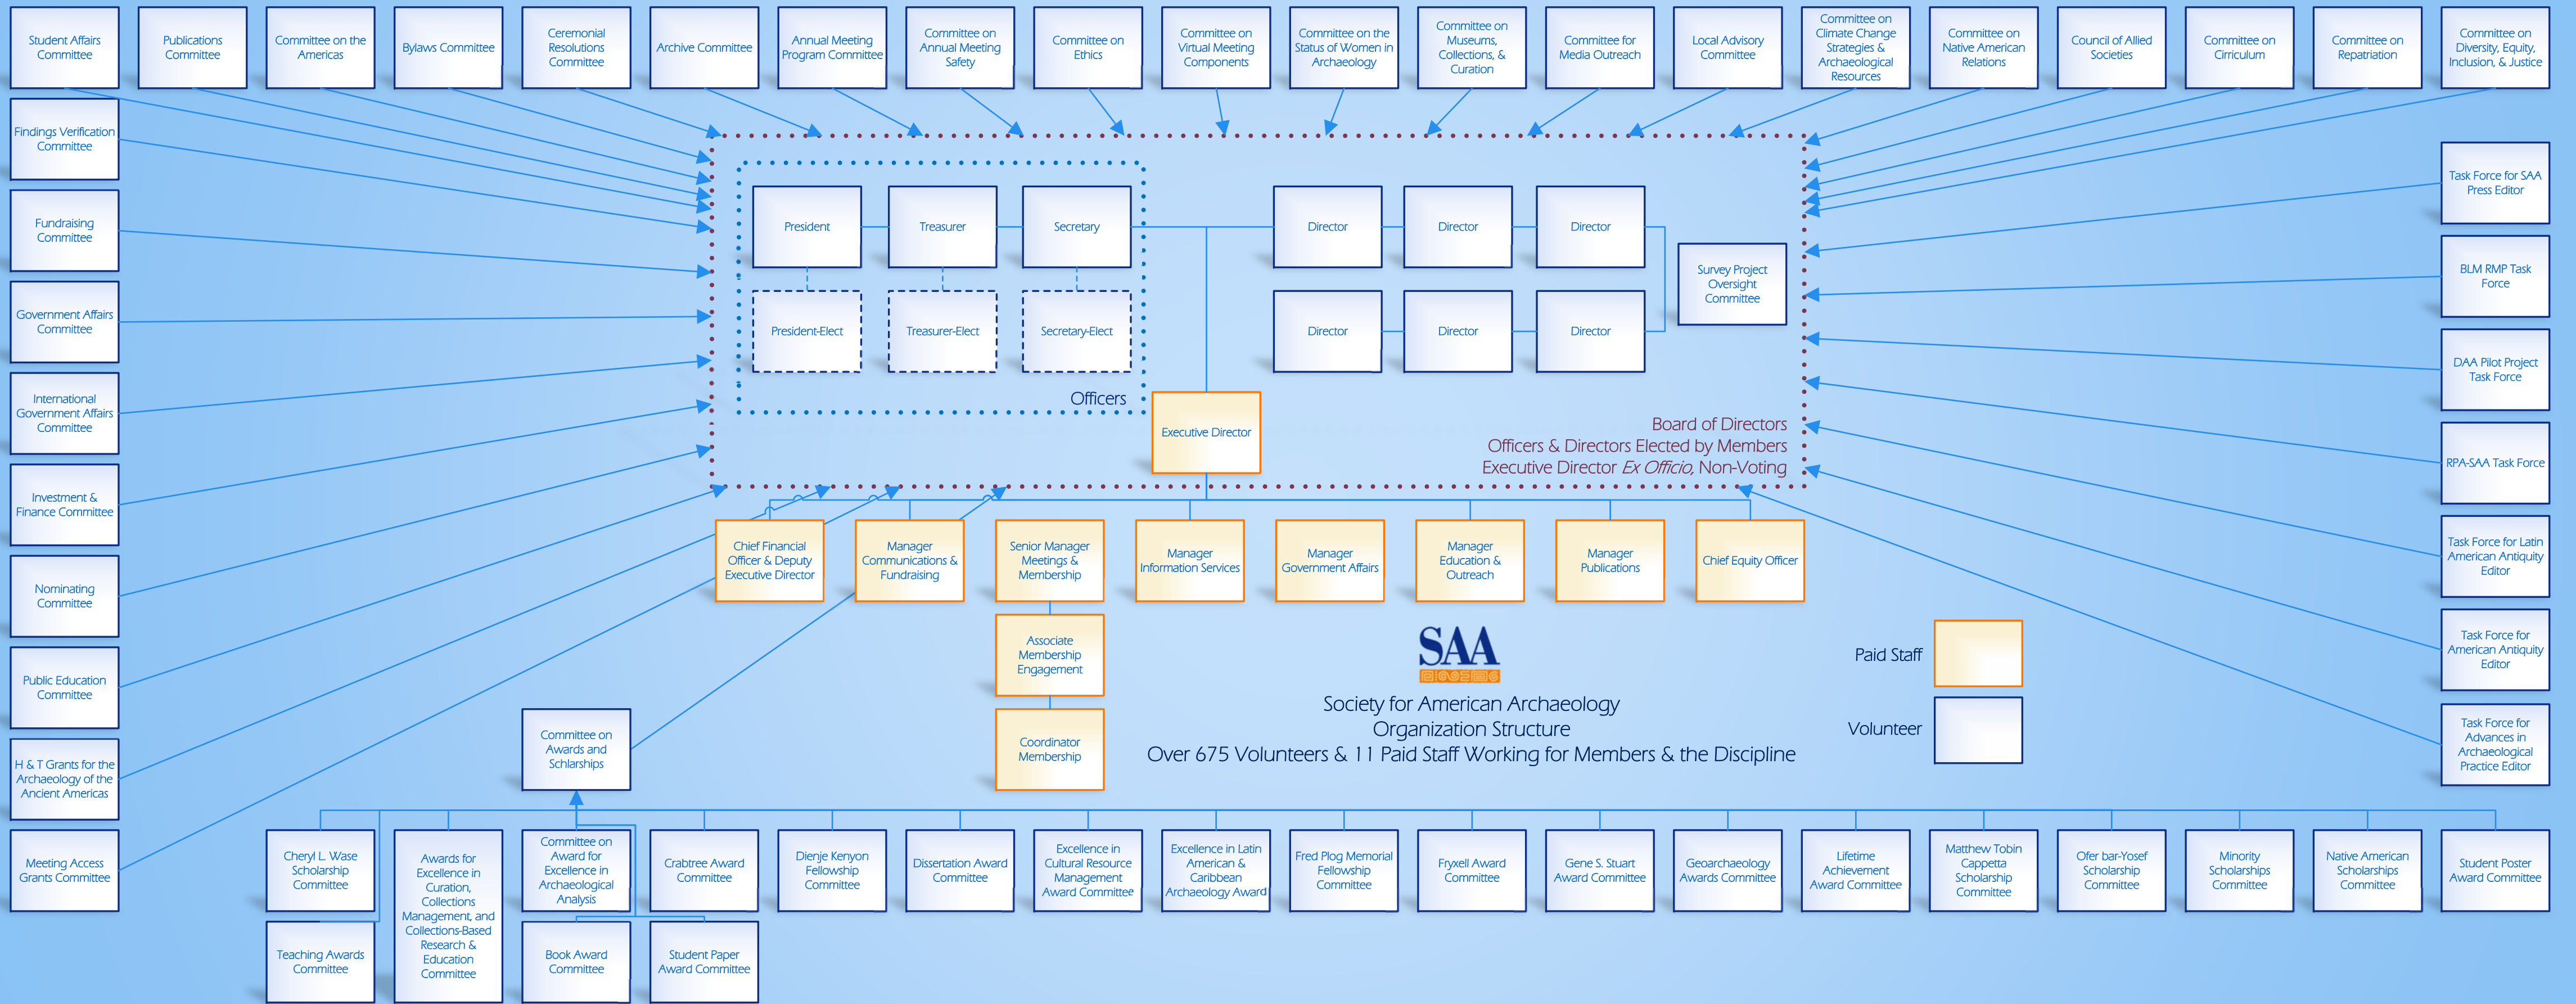 Student Affairs
Committee
Publications
Committee
Committee on the
Americas
Bylaws Committee
Ceremonial
Resolutions
Committee
Archive Committee
Annual Meeting
Program Committee
Committee on
Annual Meeting
Safety
Committee on
Ethics
Committee on
Virtual Meeting
Components
Committee on the
Status of Women in
Archaeology
Committee on
Museums,
Collections, &
Curation
Committee for
Media Outreach
Local Advisory
Committee
Committee on
Climate Change
Strategies &
Archaeological
Resources
Committee on
Native American
Relations
Council of Allied
Societies
Committee on
Cirriculum
Committee on
Repatriation
Committee on
Diversity, Equity,
Inclusion, & Justice
Findings Verification
Committee
Fundraising
Committee
Government Affairs
Committee
International
Government Affairs
Committee
Investment &
Finance Committee
Nominating
Committee
Public Education
Committee
H & T Grants for the
Archaeology of the
Ancient Americas
Meeting Access
Grants Committee
President
Treasurer
Secretary
Director
Director
Director
President-Elect
Treasurer-Elect
Secretary-Elect
Director
Director
Director
Survey Project
Oversight
Committee
Officers
Executive Director
Board of Directors
Officers & Directors Elected by Members
Executive Director Ex Officio, Non-Voting
Task Force for SAA
Press Editor
BLM RMP Task
Force
DAA Pilot Project
Task Force
RPA-SAA Task Force
Task Force for Latin
American Antiquity
Editor
Task Force for
American Antiquity
Editor
Task Force for
Advances in
Archaeological
Practice Editor
Chief Financial
Officer & Deputy
Executive Director
Manager
Communications &
Fundraising
Senior Manager
Meetings &
Membership
Manager
Information Services
Manager
Government Affairs
Manager
Education &
Outreach
Manager
Publications
Chief Equity Officer
Associate
Membership
Engagement
Coordinator
Membership
SAA
Society for American Archaeology
Organization Structure
Over 675 Volunteers & 11 Paid Staff Working for Members & the Discipline
Paid Staff
Volunteer
Committee on
Awards and
Schlarships
Cheryl L. Wase
Scholarship
Committee
Awards for
Excellence in
Curation,
Collections
Management, and
Collections-Based
Research &
Education
Committee
Committee on
Award for
Excellence in
Archaeological
Analysis
Crabtree Award
Committee
Dienje Kenyon
Fellowship
Committee
Dissertation Award
Committee
Excellence in
Cultural Resource
Management
Award Committee
Excellence in Latin
American &
Caribbean
Archaeology Award
Fred Plog Memorial
Fellowship
Committee
Fryxell Award
Committee
Gene S. Stuart
Award Committee
Geoarchaeology
Awards Committee
Lifetime
Achievement
Award Committee
Matthew Tobin
Cappetta
Scholarship
Committee
Ofer bar-Yosef
Scholarship
Committee
Minority
Scholarships
Committee
Native American
Scholarships
Committee
Student Poster
Award Committee
Teaching Awards
Committee
Book Award
Committee
Student Paper
Award Committee